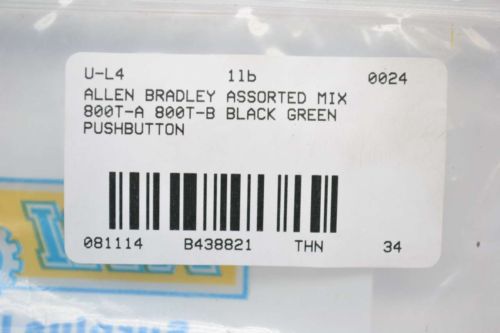 U-L4 1lb 0024
ALLEN BRADLEY ASSORTED MIX
800T-A 800T-B BLACK GREEN
PUSHBUTTON
081114 B438821 THN 34